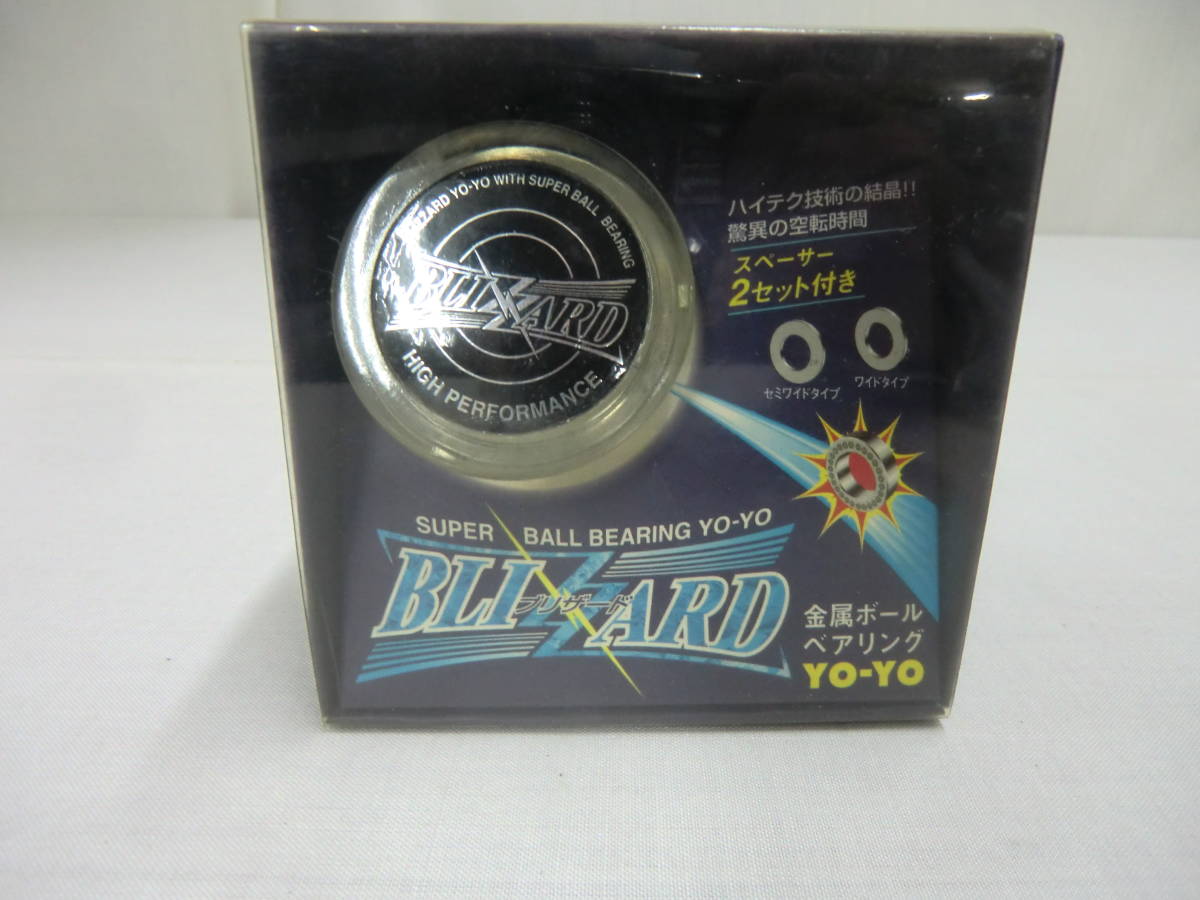 YO-YO WITH SUPER BALL BEARING
BLIZZARD
HIGH PERFORMANCE
ハイテク技術の結晶!!
驚異の空転時間
スペーサー
2セット付き
セミワイドタイプ
ワイドタイプ
SUPER BALL BEARING YO-YO
BLIZZARD
ブリザード
金属ボール
ベアリング
YO-YO